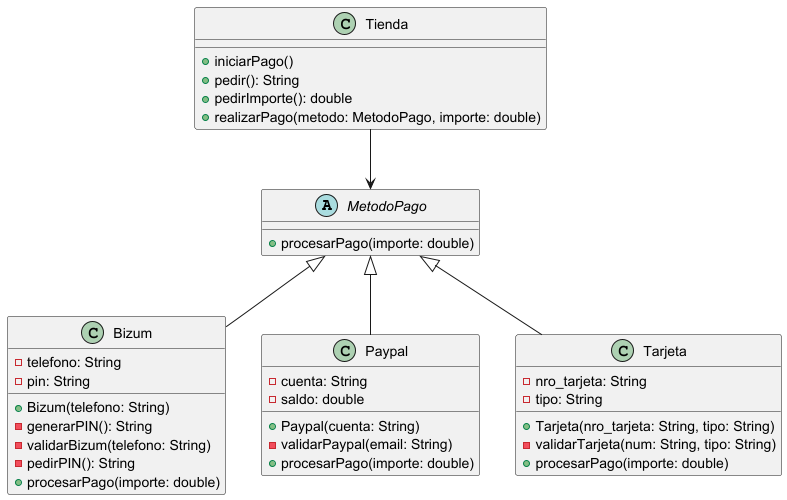 C Tienda
iniciarPago()
pedir(): String
pedirImporte(): double
realizarPago(metodo: MetodoPago, importe: double)
A MetodoPago
procesarPago(importe: double)
C Bizum
telefono: String
pin: String
Bizum(telefono: String)
generarPIN(): String
validarBizum(telefono: String)
pedirPIN(): String
procesarPago(importe: double)
C Paypal
cuenta: String
saldo: double
Paypal(cuenta: String)
validarPaypal(email: String)
procesarPago(importe: double)
C Tarjeta
nro_tarjeta: String
tipo: String
Tarjeta(nro_tarjeta: String, tipo: String)
validarTarjeta(num: String, tipo: String)
procesarPago(importe: double)